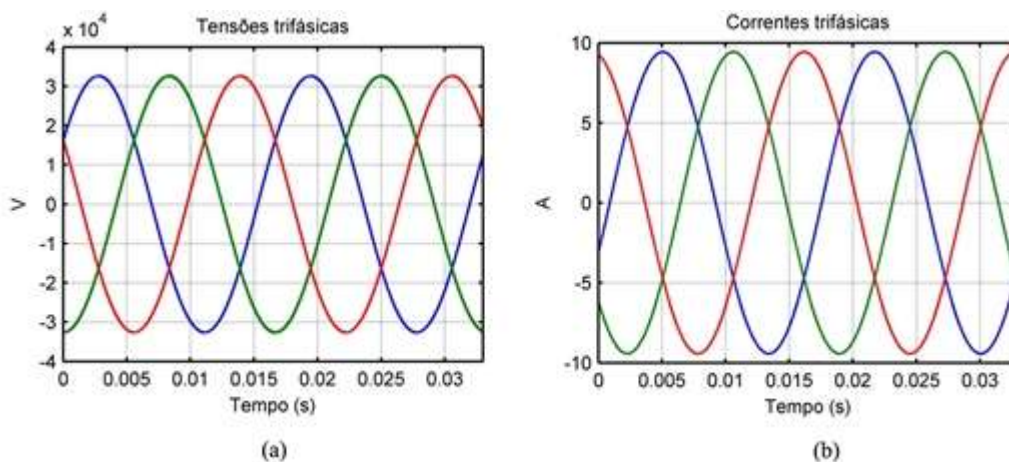 Tensões trifásicas
x 10^4
4
3
2
1
0
-1
-2
-3
-4
V
0 0.005 0.01 0.015 0.02 0.025 0.03
Tempo (s)
(a)
Correntes trifásicas
10
5
0
-5
-10
A
0 0.005 0.01 0.015 0.02 0.025 0.03
Tempo (s)
(b)